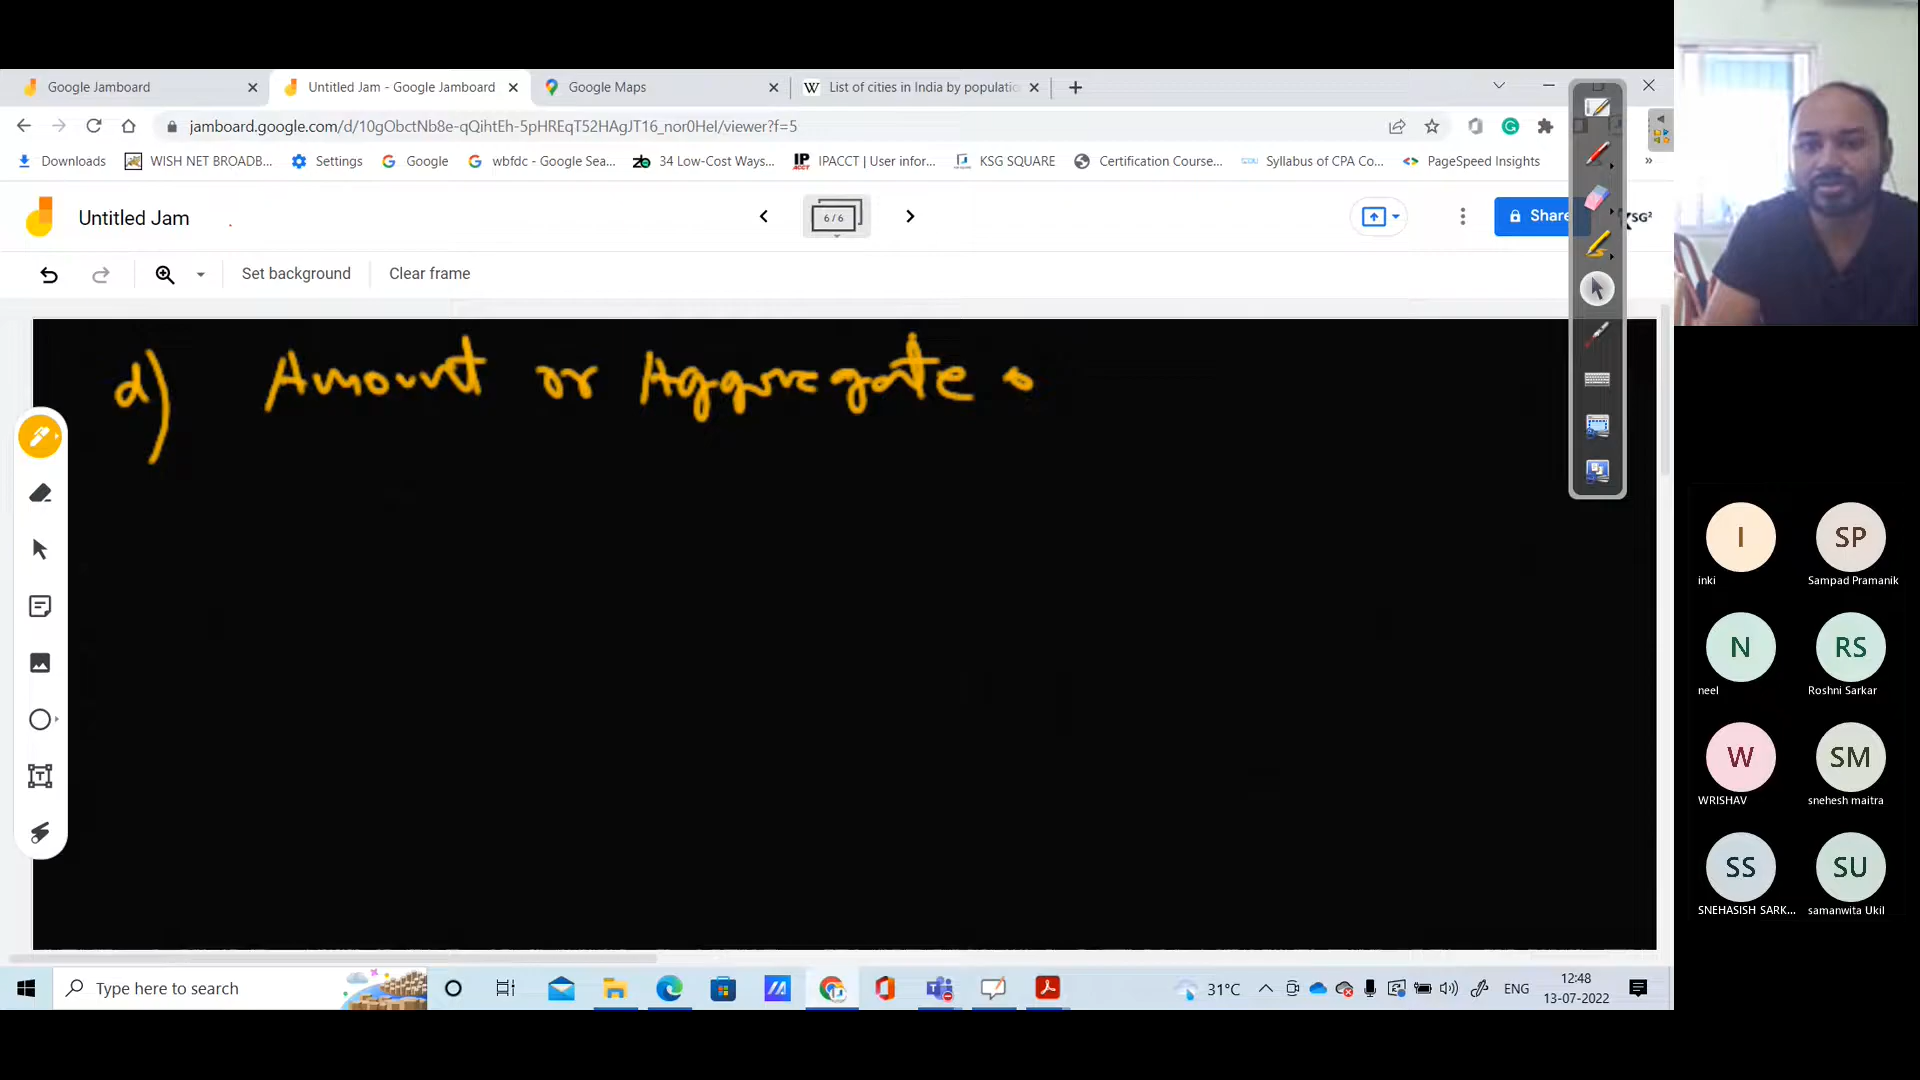 Google Jamboard
Untitled Jam - Google Jamboard
Google Maps
List of cities in India by populatio
jamboard.google.com/d/10gObctNb8e-qQihtEh-5pHREqT52HAgJT16_nor0HeI/viewer?f=5
Downloads
WISH NET BROADB...
Settings
Google
wbfdc - Google Sea...
34 Low-Cost Ways...
IPACCT | User infor...
KSG SQUARE
Certification Course...
Syllabus of CPA Co...
PageSpeed Insights
»
Untitled Jam
6 / 6
Share
KSG²
Set background
Clear frame
d) Amount or Aggregate o
I
SP
inki
Sampad Pramanik
N
RS
neel
Roshni Sarkar
W
SM
WRISHAV
snehesh maitra
SS
SU
SNEHASISH SARK...
samanwita Ukil
Type here to search
31°C
ENG
12:48
13-07-2022